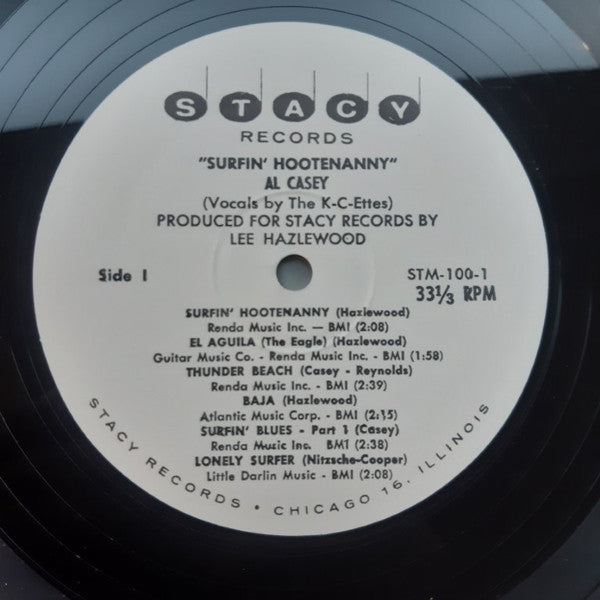 STACY
RECORDS
"SURFIN' HOOTENANNY"
AL CASEY
(Vocals by The K-C-Ettes)
PRODUCED FOR STACY RECORDS BY
LEE HAZLEWOOD
Side 1
STM-100-1
33⅓ RPM
SURFIN' HOOTENANNY (Hazlewood)
Renda Music Inc. — BMI (2:08)
EL AGUILA (The Eagle) (Hazlewood)
Guitar Music Co. - Renda Music Inc. - BMI (1:58)
THUNDER BEACH (Casey - Reynolds)
Renda Music Inc. - BMI (2:39)
BAJA (Hazlewood)
Atlantic Music Corp. - BMI (2:15)
SURFIN' BLUES - Part 1 (Casey)
Renda Music Inc. BMI (2:38)
LONELY SURFER (Nitzsche-Cooper)
Little Darlin Music - BMI (2:08)
STACY RECORDS • CHICAGO 16, ILLINOIS